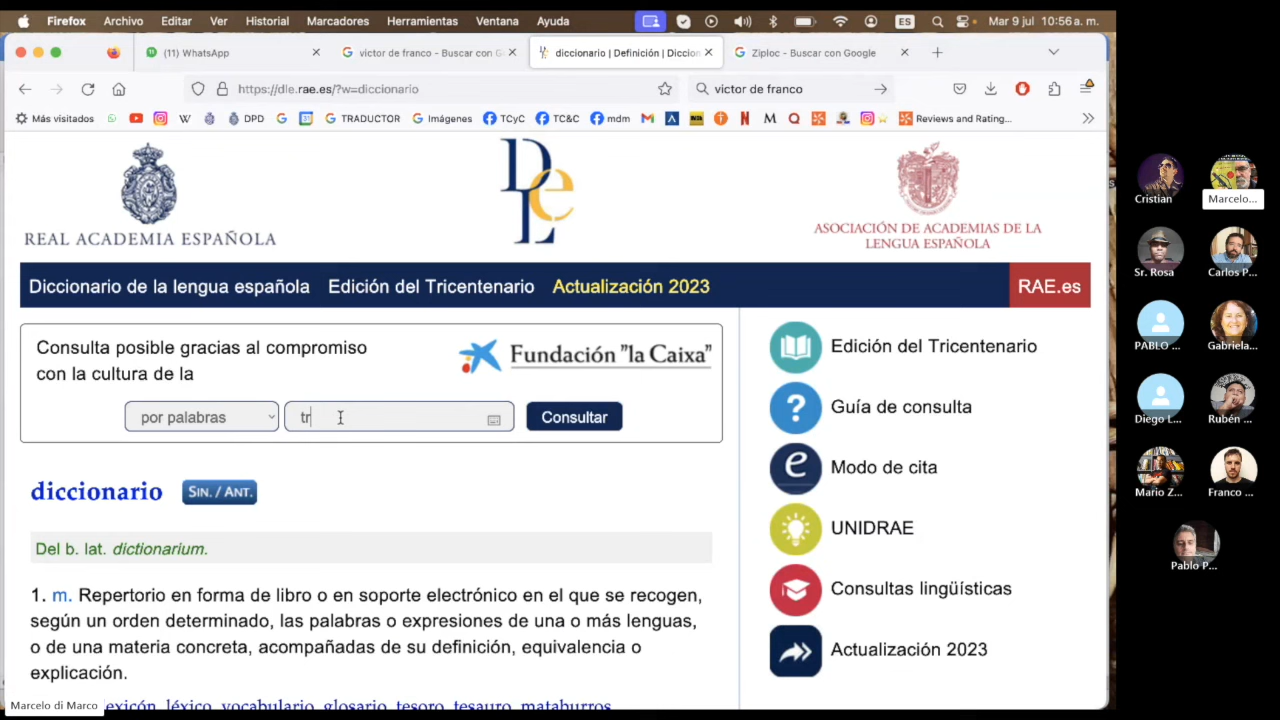 Firefox Archivo Editar Ver Historial Marcadores Herramientas Ventana Ayuda ES Mar 9 jul 10:56 a. m.
(11) WhatsApp victor de franco - Buscar con G diccionario | Definición | Diccion Ziploc - Buscar con Google
https://dle.rae.es/?w=diccionario victor de franco
Más visitados DPD TRADUCTOR Imágenes TCyC TC&C mdm Reviews and Rating...
REAL ACADEMIA ESPAÑOLA
DLe
ASOCIACIÓN DE ACADEMIAS DE LA
LENGUA ESPAÑOLA
Diccionario de la lengua española Edición del Tricentenario Actualización 2023 RAE.es
Consulta posible gracias al compromiso
con la cultura de la
Fundación "la Caixa"
por palabras tr Consultar
diccionario SIN. / ANT.
Del b. lat. dictionarium.
1. m. Repertorio en forma de libro o en soporte electrónico en el que se recogen,
según un orden determinado, las palabras o expresiones de una o más lenguas,
o de una materia concreta, acompañadas de su definición, equivalencia o
explicación.
lexicón, léxico, vocabulario, glosario, tesoro, tesauro, mataburros.
Edición del Tricentenario
Guía de consulta
Modo de cita
UNIDRAE
Consultas lingüísticas
Actualización 2023
Marcelo di Marco
Cristian Marcelo...
Sr. Rosa Carlos P...
PABLO ... Gabriela...
Diego L... Rubén ...
Mario Z... Franco ...
Pablo P...